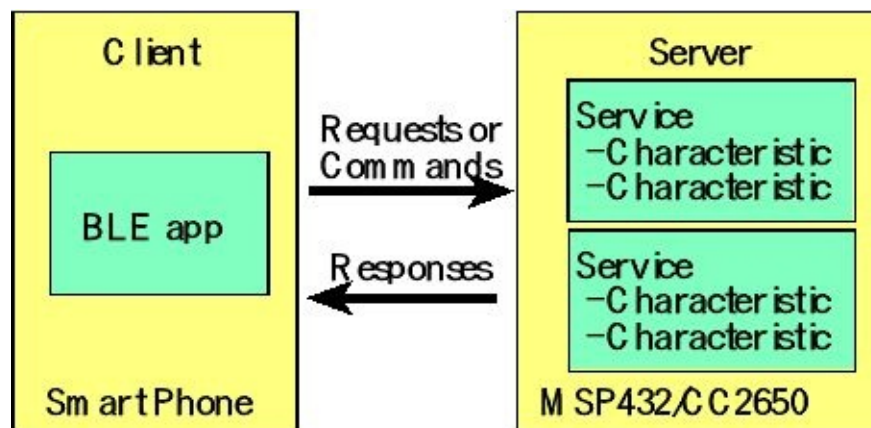 Client
BLE app
SmartPhone
Requests or
Commands
Responses
Server
Service
-Characteristic
-Characteristic
Service
-Characteristic
-Characteristic
MSP432/CC2650